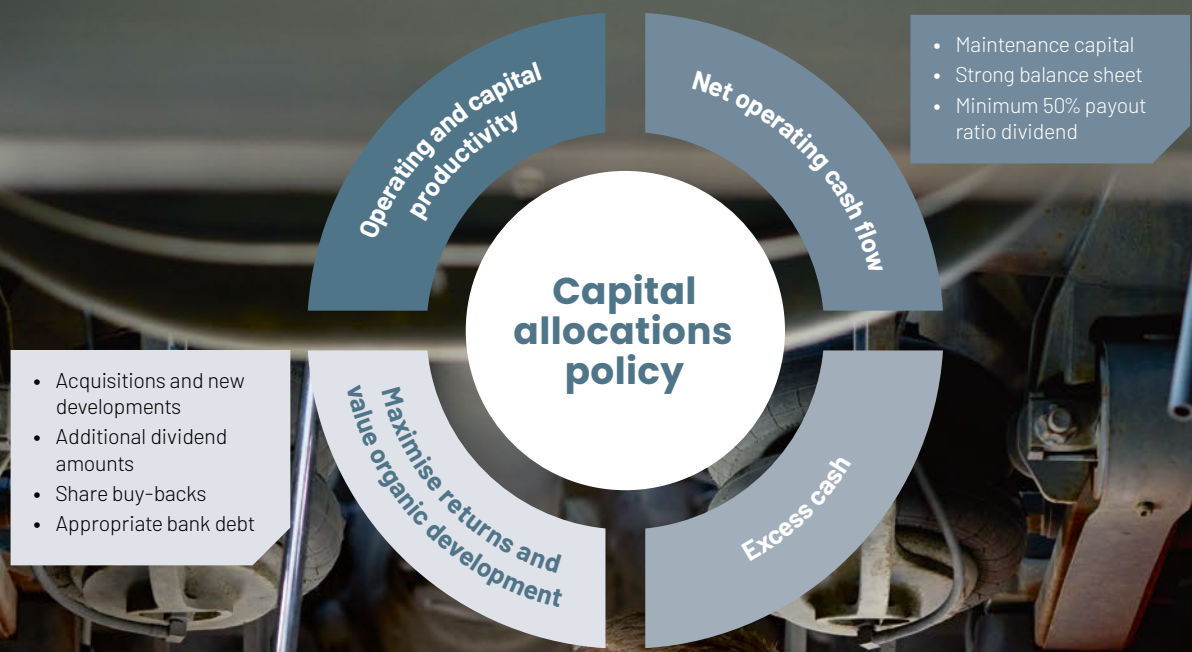 Operating and capital
productivity
Net operating cash flow
• Maintenance capital
• Strong balance sheet
• Minimum 50% payout
ratio dividend
Capital
allocations
policy
• Acquisitions and new
developments
• Additional dividend
amounts
• Share buy-backs
• Appropriate bank debt
Maximise returns and
value organic development
Excess cash